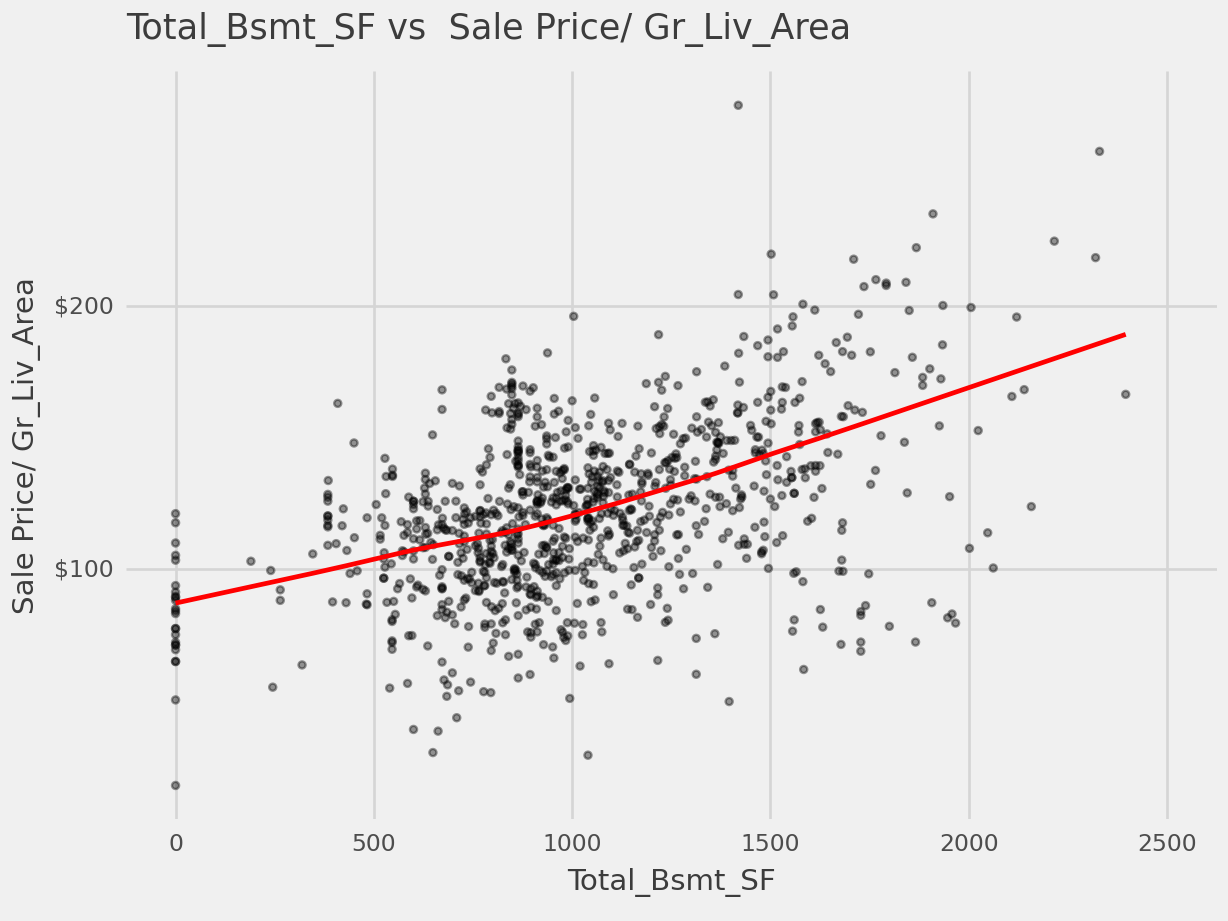 Total_Bsmt_SF vs  Sale Price/ Gr_Liv_Area
Sale Price/ Gr_Liv_Area
$200
$100
0
500
1000
1500
2000
2500
Total_Bsmt_SF